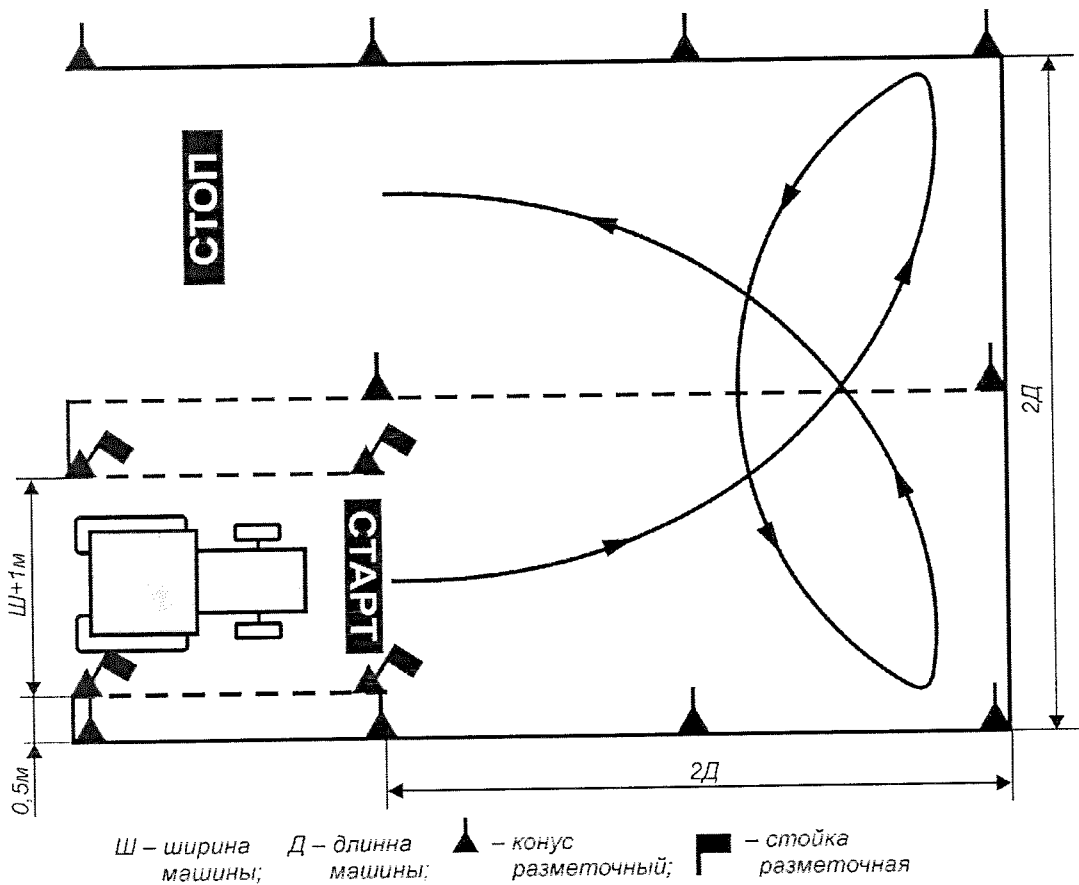 СТОП
2Д
СТАРТ
Ш+1м
0,5м
2Д
Ш – ширина машины;
Д – длинна машины;
– конус разметочный;
– стойка разметочная